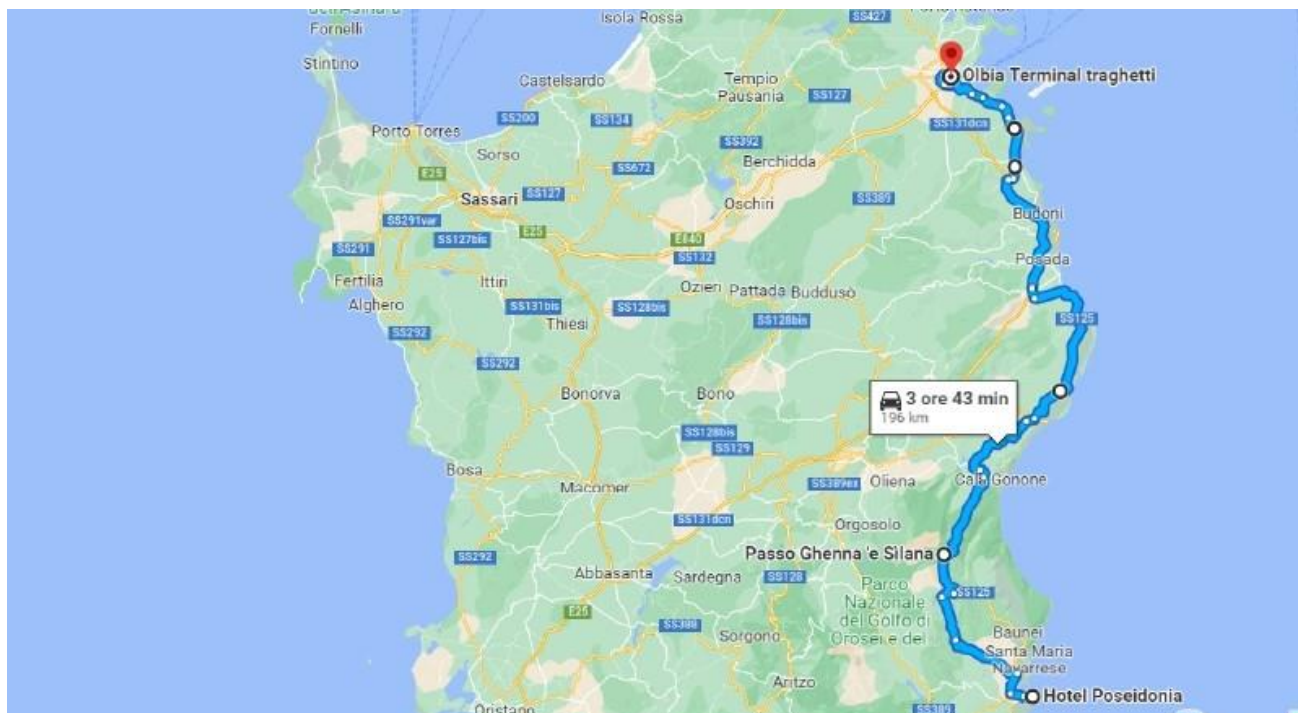 Fornelli
Stintino
Isola Rossa
SS427
Olbia Terminal traghetti
Castelsardo
Tempio
Pausania
SS127
SS200
SS134
SS131dcn
Porto Torres
Sorso
SS392
Berchidda
SS672
E25
Sassari
SS127
Oschiri
SS389
SS291var
SS127bis
E25
E840
Budoni
SS291
SS132
Posada
Fertilia
Ittiri
Ozieri
Pattada
Buddusò
Alghero
SS131bis
SS128bis
SS128bis
SS125
Thiesi
SS292
SS292
Bonorva
Bono
3 ore 43 min
196 km
SS128bis
SS129
Bosa
Macomer
SS389
Oliena
Cala Gonone
SS131dcn
Orgosolo
SS292
Passo Ghenna 'e Sìlana
Abbasanta
Sardegna
SS128
Parco
Nazionale
del Golfo di
Orosei e del
SS125
E25
SS388
Sorgono
Baunei
Santa Maria
Navarrese
Aritzo
Hotel Poseidonia
Oristano
SS389